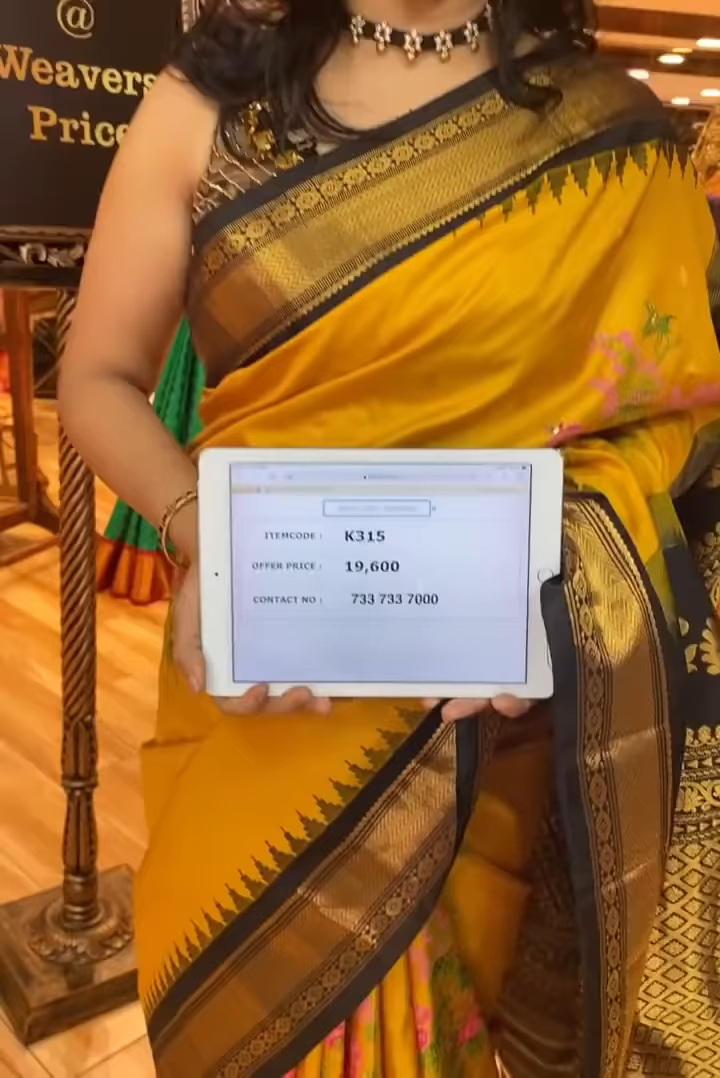 @
Weavers
Price
ITEMCODE : K315
OFFER PRICE : 19,600
CONTACT NO : 733 733 7000